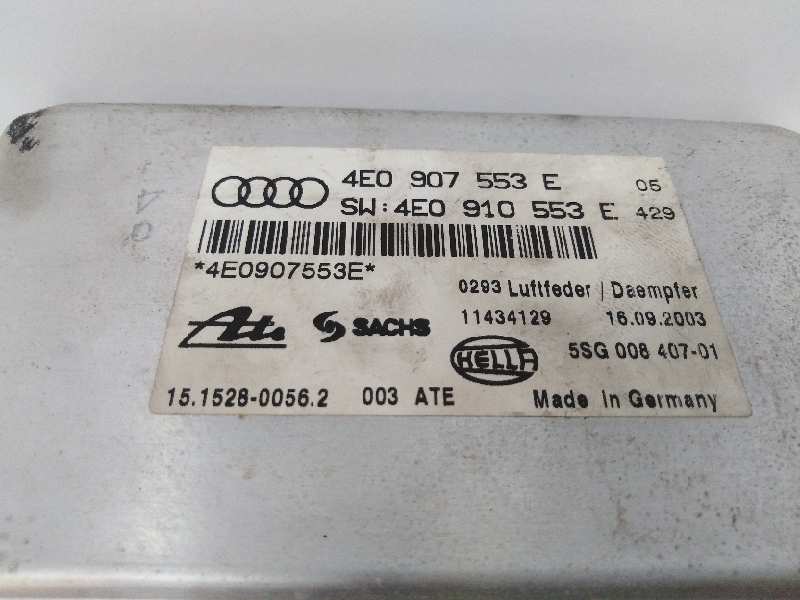 4E0 907 553 E 05
SW:4E0 910 553 E 429
*4E0907553E*
0293 Luftfeder / Daempfer
11434129 16.09.2003
Ate SACHS HELLA 5SG 008 407-01
15.1528-0056.2 003 ATE Made in Germany
40